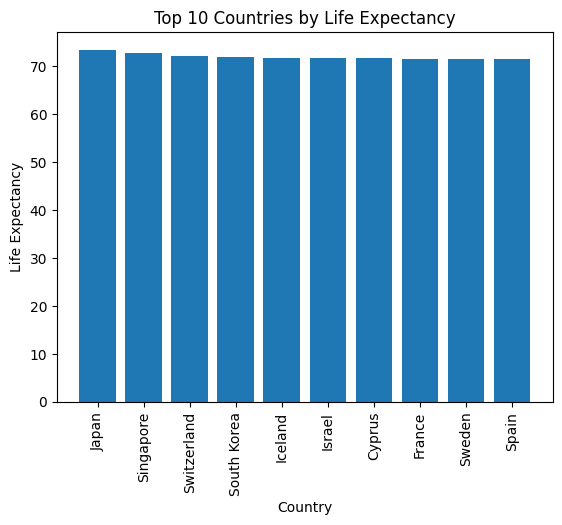 Top 10 Countries by Life Expectancy
Life Expectancy
70
60
50
40
30
20
10
0
Japan
Singapore
Switzerland
South Korea
Iceland
Israel
Cyprus
France
Sweden
Spain
Country